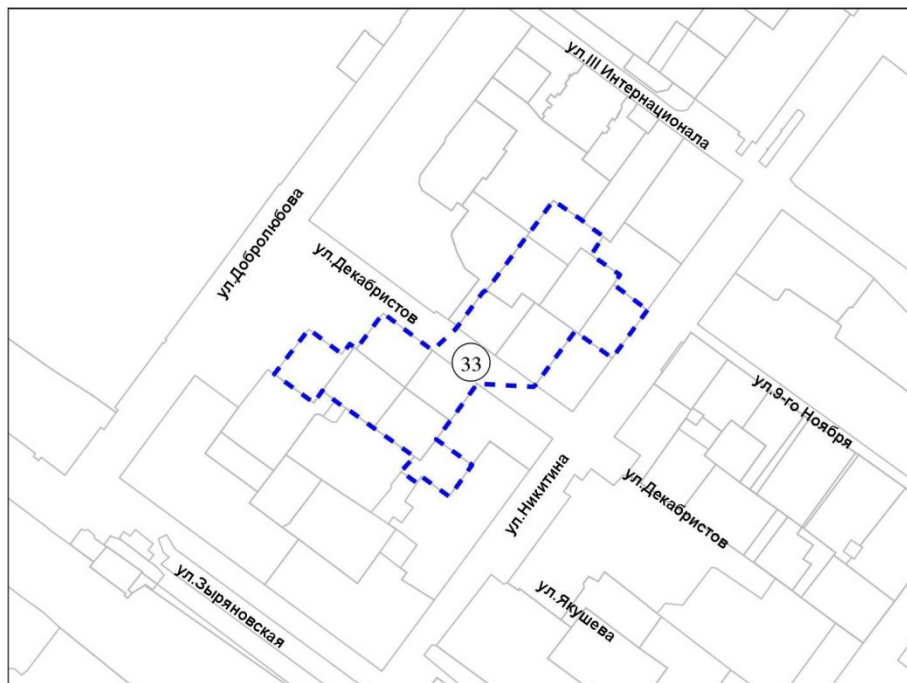 ул.III Интернационала
ул.Добролюбова
ул.Декабристов
33
ул.9-го Ноября
ул.Никитина
ул.Декабристов
ул.Зыряновская
ул.Якушева